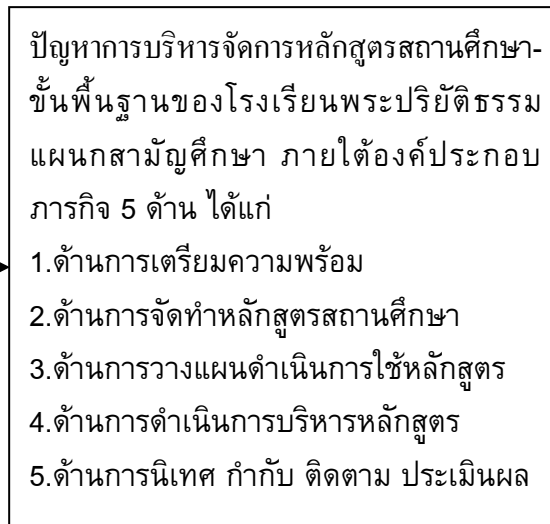 ปัญหาการบริหารจัดการหลักสูตรสถานศึกษา-
ขั้นพื้นฐานของโรงเรียนพระปริยัติธรรม
แผนกสามัญศึกษา ภายใต้องค์ประกอบ
ภารกิจ 5 ด้าน ได้แก่
1.ด้านการเตรียมความพร้อม
2.ด้านการจัดทำหลักสูตรสถานศึกษา
3.ด้านการวางแผนดำเนินการใช้หลักสูตร
4.ด้านการดำเนินการบริหารหลักสูตร
5.ด้านการนิเทศ กำกับ ติดตาม ประเมินผล